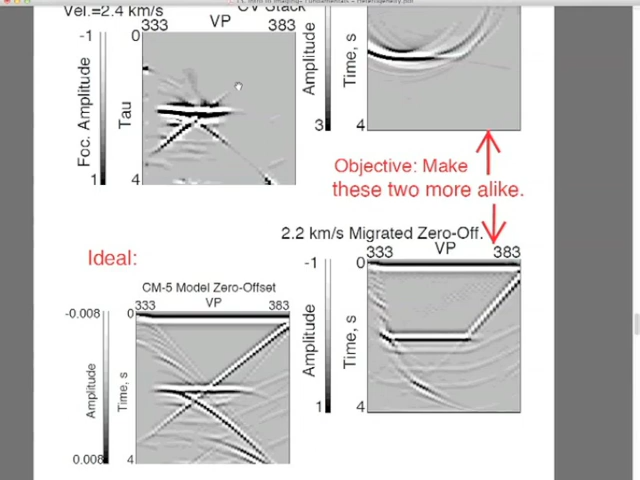 Vel.=2.4 km/s
CV Stack
333 VP 383
-1
0
Foc. Amplitude
Tau
1
4
Amplitude
3
Time, s
4
Objective: Make
these two more alike.
2.2 km/s Migrated Zero-Off.
333 VP 383
-1
0
Amplitude
Time, s
1
4
Ideal:
CM-5 Model Zero-Offset
333 VP 383
-0.008
0
Amplitude
Time, s
0.008
4